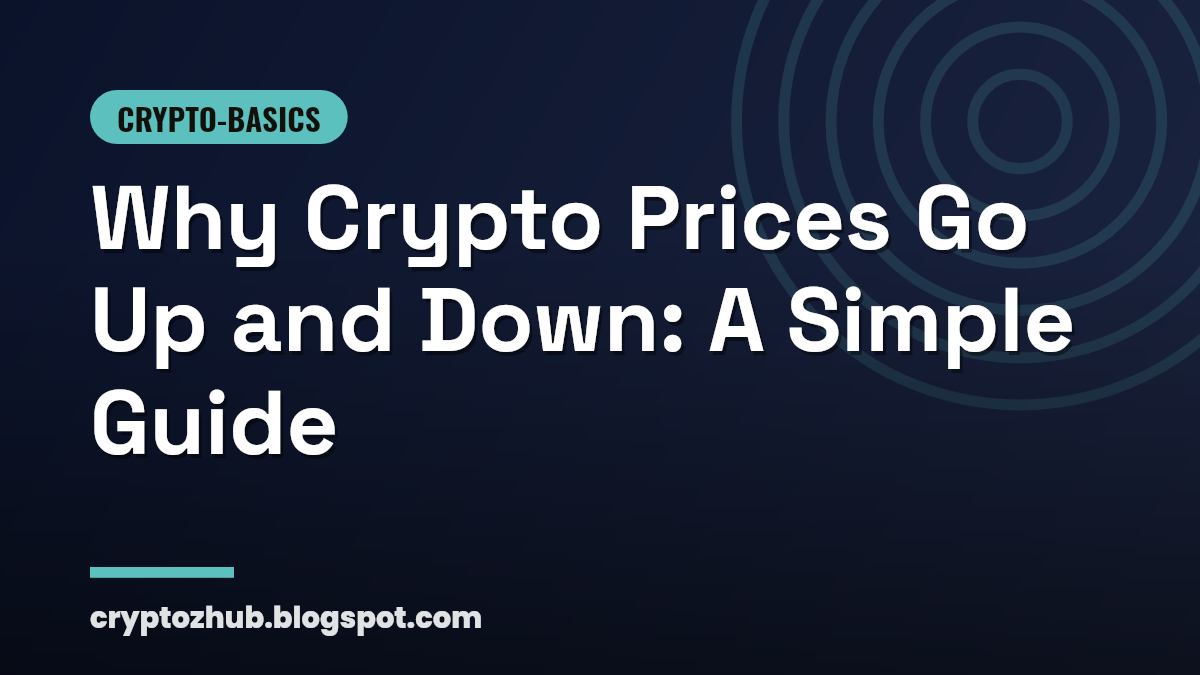 CRYPTO-BASICS
Why Crypto Prices Go
Up and Down: A Simple
Guide
cryptozhub.blogspot.com